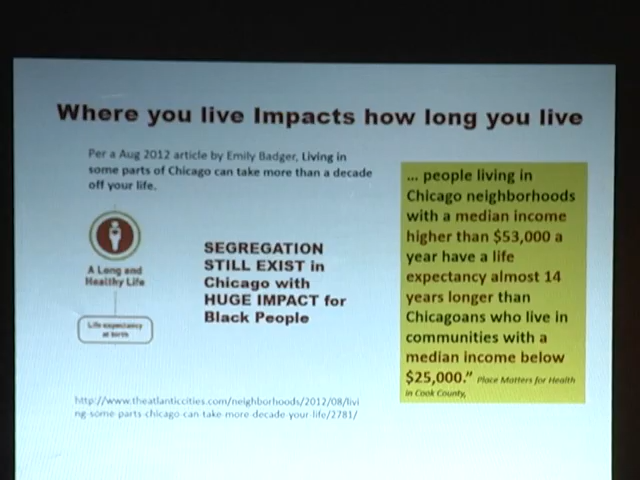 Where you live Impacts how long you live
Per a Aug 2012 article by Emily Badger, Living in
some parts of Chicago can take more than a decade
off your life.
A Long and
Healthy Life
Life expectancy
at birth
SEGREGATION
STILL EXIST in
Chicago with
HUGE IMPACT for
Black People
... people living in
Chicago neighborhoods
with a median income
higher than $53,000 a
year have a life
expectancy almost 14
years longer than
Chicagoans who live in
communities with a
median income below
$25,000.” Place Matters for Health
in Cook County,
http://www.theatlanticcities.com/neighborhoods/2012/08/livi
ng-some-parts-chicago-can-take-more-decade-your-life/2781/